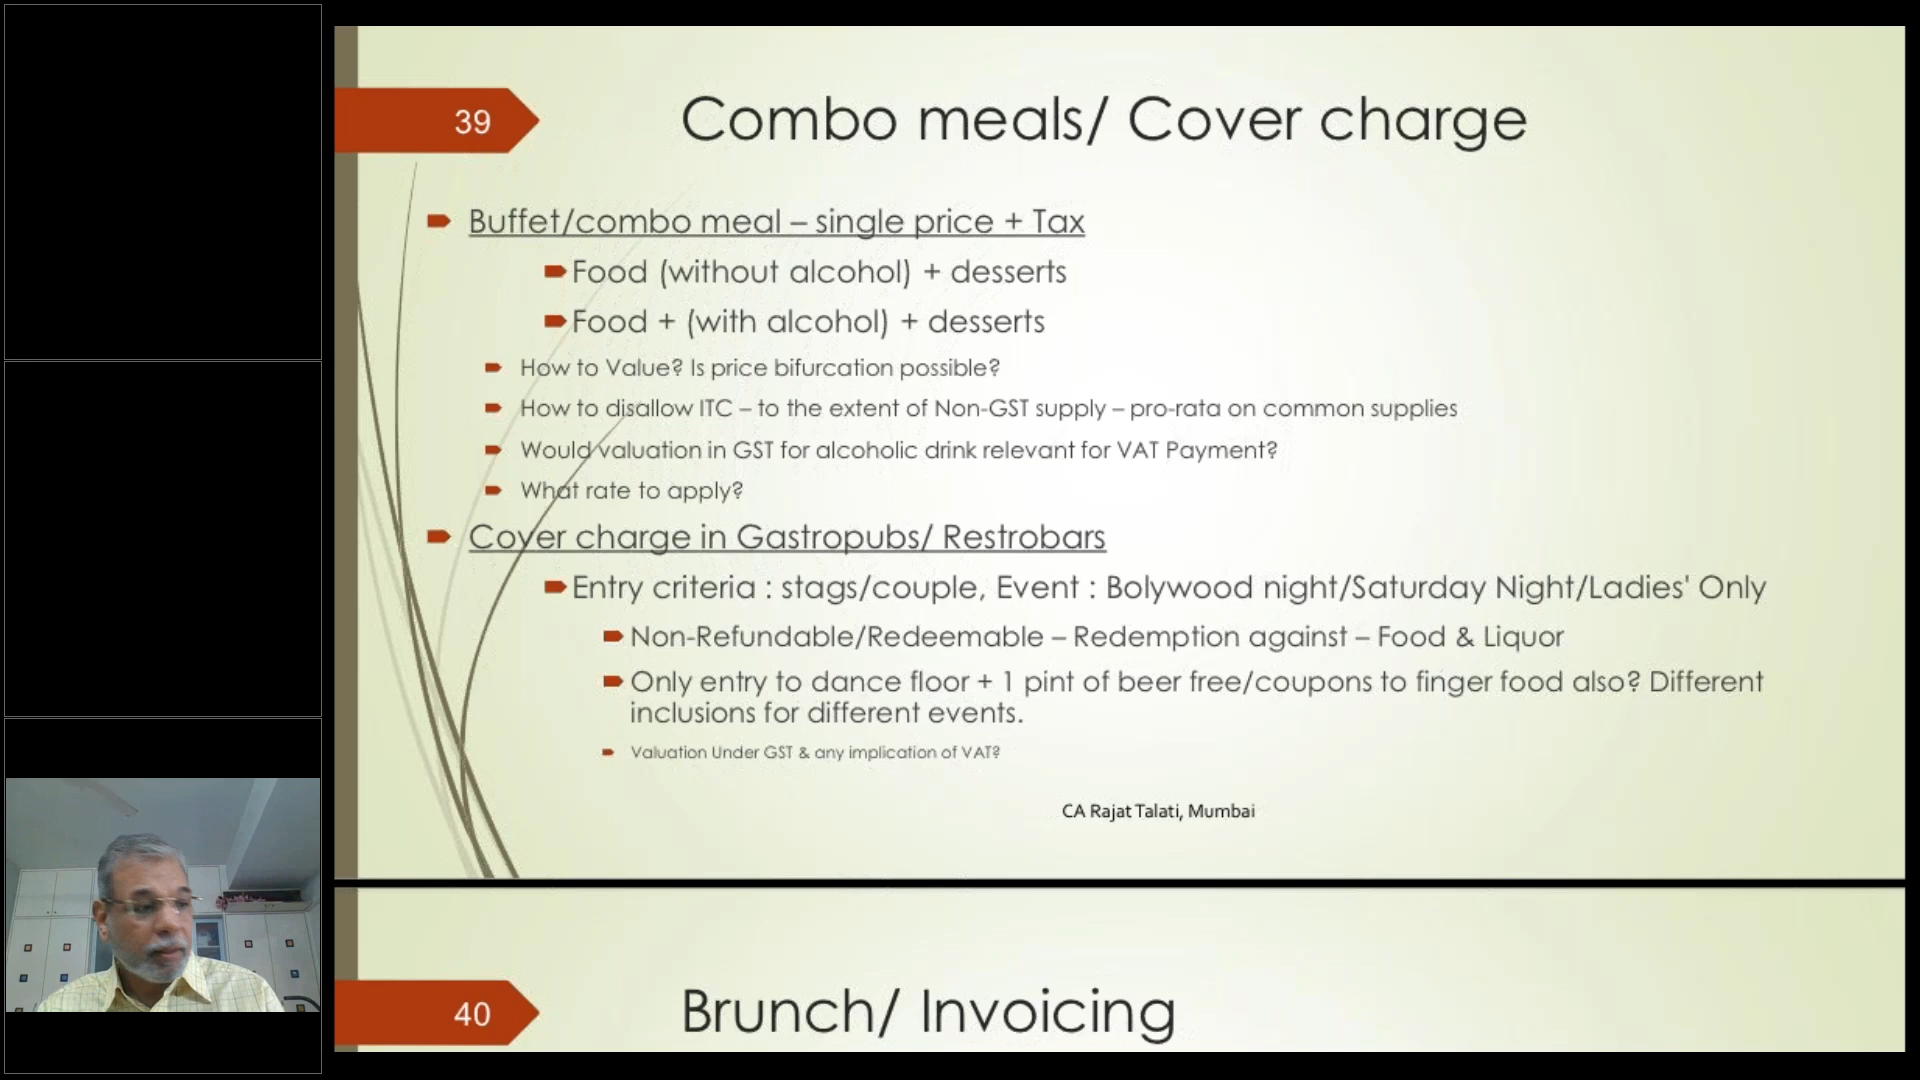 39
Combo meals/ Cover charge
Buffet/combo meal – single price + Tax
Food (without alcohol) + desserts
Food + (with alcohol) + desserts
How to Value? Is price bifurcation possible?
How to disallow ITC – to the extent of Non-GST supply – pro-rata on common supplies
Would valuation in GST for alcoholic drink relevant for VAT Payment?
What rate to apply?
Cover charge in Gastropubs/ Restrobars
Entry criteria : stags/couple, Event : Bolywood night/Saturday Night/Ladies' Only
Non-Refundable/Redeemable – Redemption against – Food & Liquor
Only entry to dance floor + 1 pint of beer free/coupons to finger food also? Different
inclusions for different events.
Valuation Under GST & any implication of VAT?
CA Rajat Talati, Mumbai
40
Brunch/ Invoicing